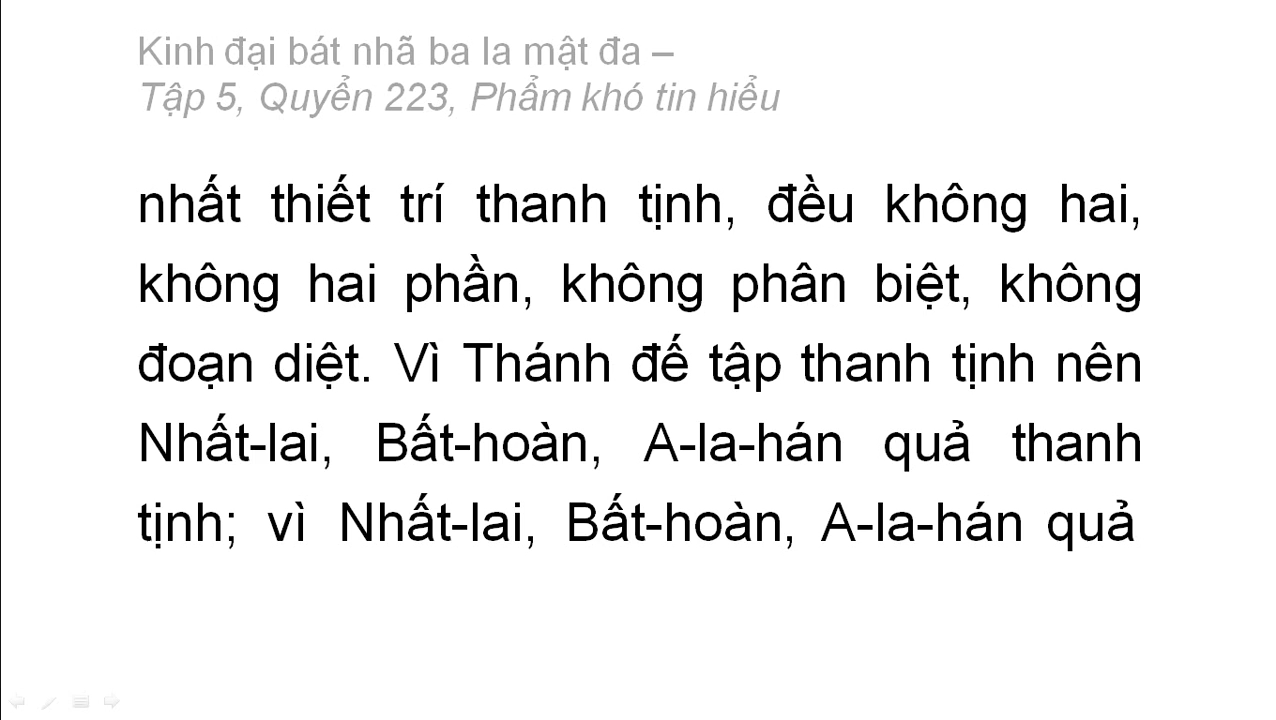 Kinh đại bát nhã ba la mật đa –
Tập 5, Quyển 223, Phẩm khó tin hiểu
nhất thiết trí thanh tịnh, đều không hai,
không hai phần, không phân biệt, không
đoạn diệt. Vì Thánh đế tập thanh tịnh nên
Nhất-lai, Bất-hoàn, A-la-hán quả thanh
tịnh; vì Nhất-lai, Bất-hoàn, A-la-hán quả